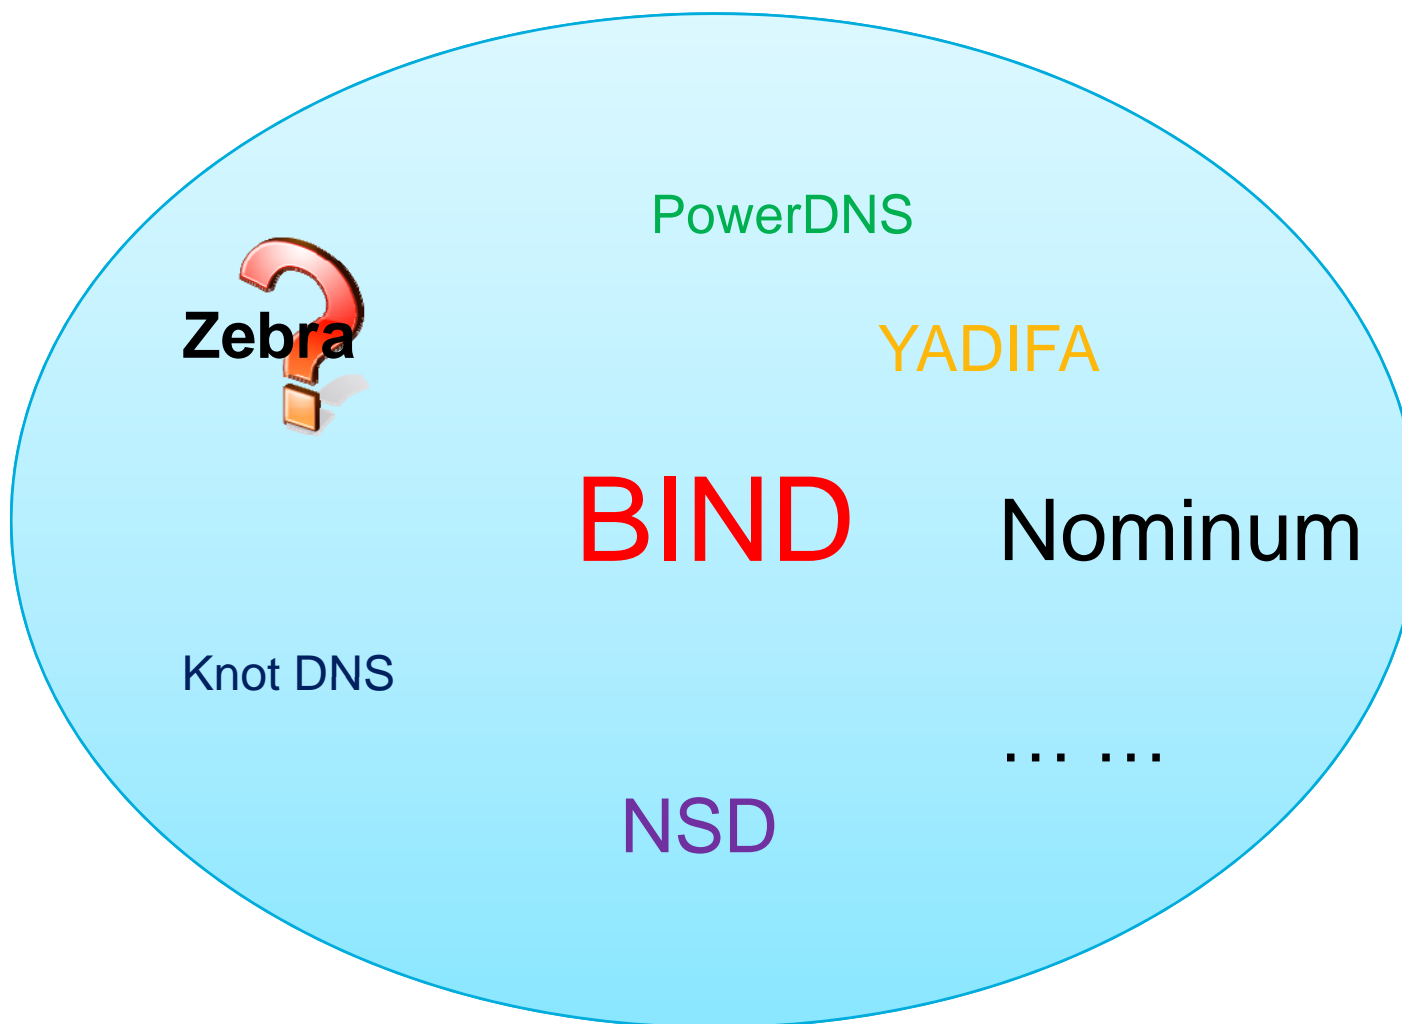 PowerDNS
Zebra
YADIFA
BIND
Nominum
Knot DNS
... ...
NSD